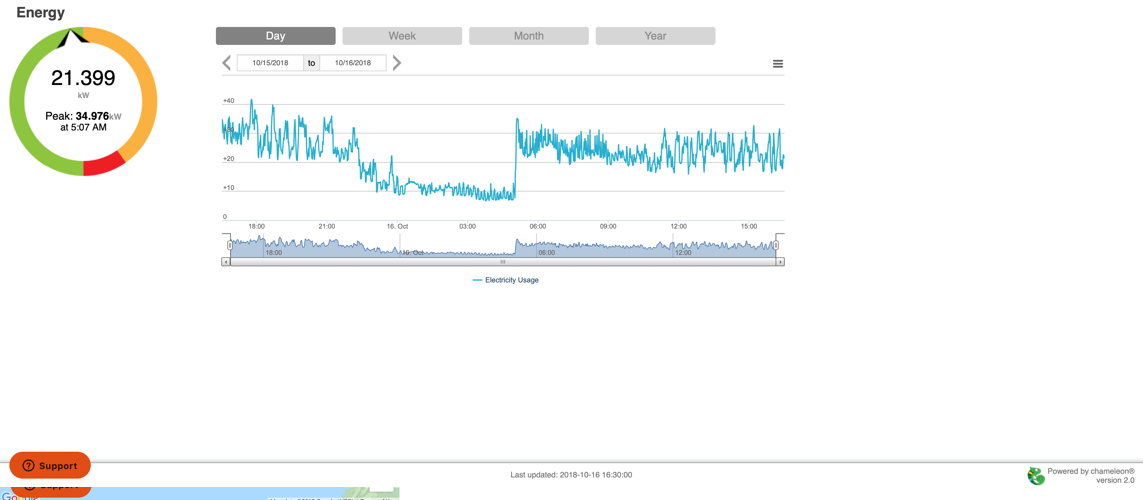 Energy
21.399
kW
Peak: 34.976kW
at 5:07 AM
Day Week Month Year
10/15/2018 to 10/16/2018
+40
+20
+10
0
18:00 21:00 16. Oct 03:00 06:00 09:00 12:00 15:00
18:00 16. Oct 06:00 12:00
Electricity Usage
Support
Last updated: 2018-10-16 16:30:00
Powered by chameleon®
version 2.0
Support